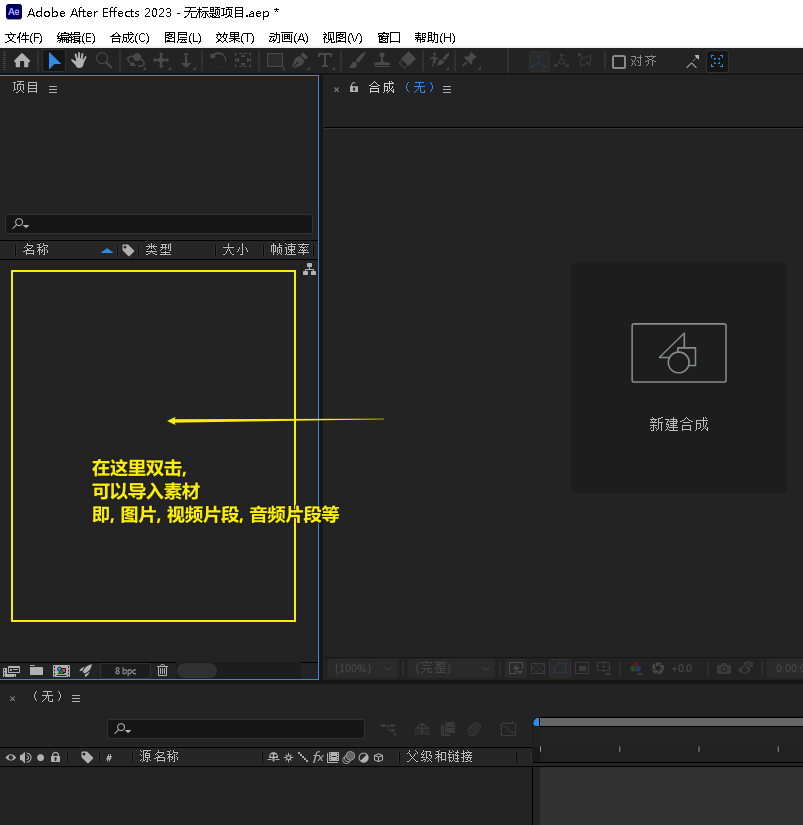 Ae Adobe After Effects 2023 - 无标题项目.aep *
文件(F) 编辑(E) 合成(C) 图层(L) 效果(T) 动画(A) 视图(V) 窗口 帮助(H)
T 对齐
项目
× 合成 （无）
名称 类型 大小 帧速率
新建合成
在这里双击,
可以导入素材
即, 图片, 视频片段, 音频片段等
8 bpc
(100%) (完整) +0.0
× （无）
# 源名称 fx 父级和链接